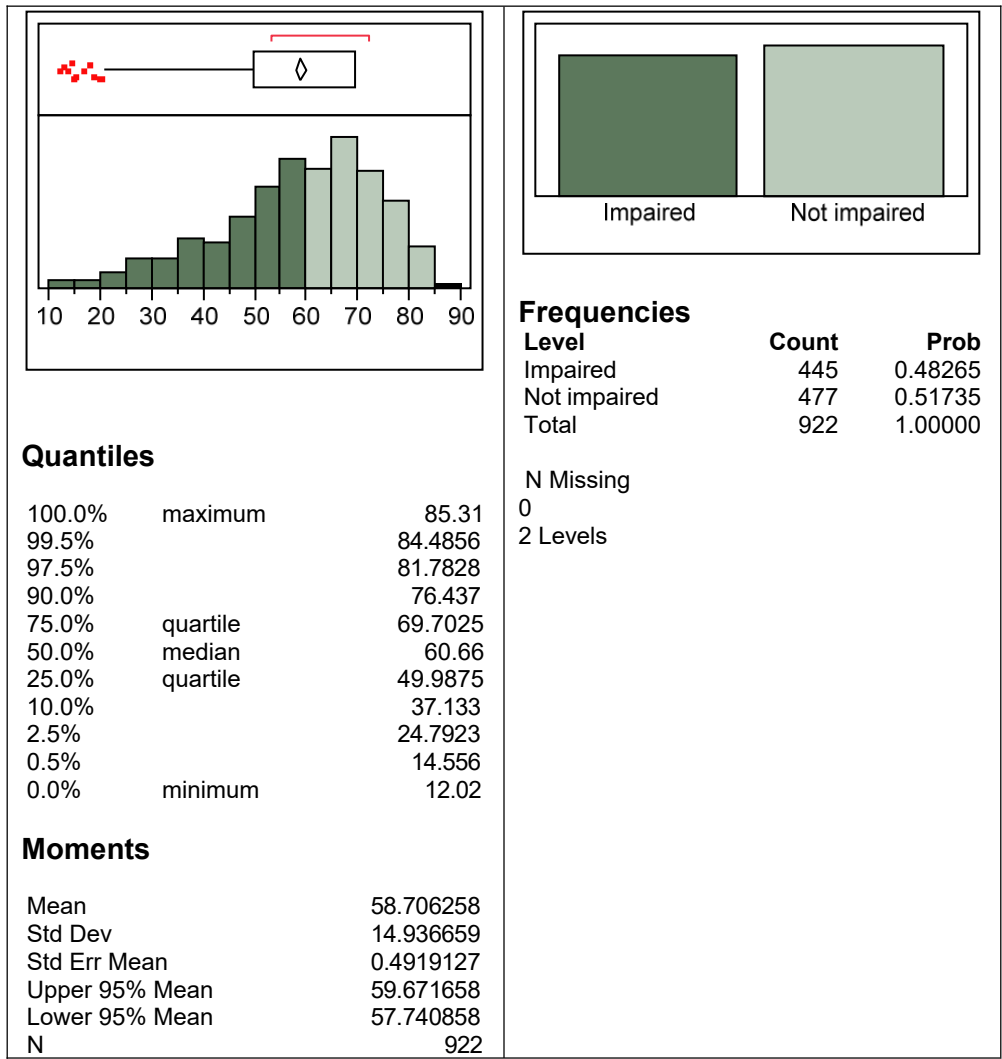 10 20 30 40 50 60 70 80 90
Quantiles
100.0% maximum 85.31
99.5% 84.4856
97.5% 81.7828
90.0% 76.437
75.0% quartile 69.7025
50.0% median 60.66
25.0% quartile 49.9875
10.0% 37.133
2.5% 24.7923
0.5% 14.556
0.0% minimum 12.02
Moments
Mean 58.706258
Std Dev 14.936659
Std Err Mean 0.4919127
Upper 95% Mean 59.671658
Lower 95% Mean 57.740858
N 922
Impaired Not impaired
Frequencies
Level Count Prob
Impaired 445 0.48265
Not impaired 477 0.51735
Total 922 1.00000
N Missing
0
2 Levels